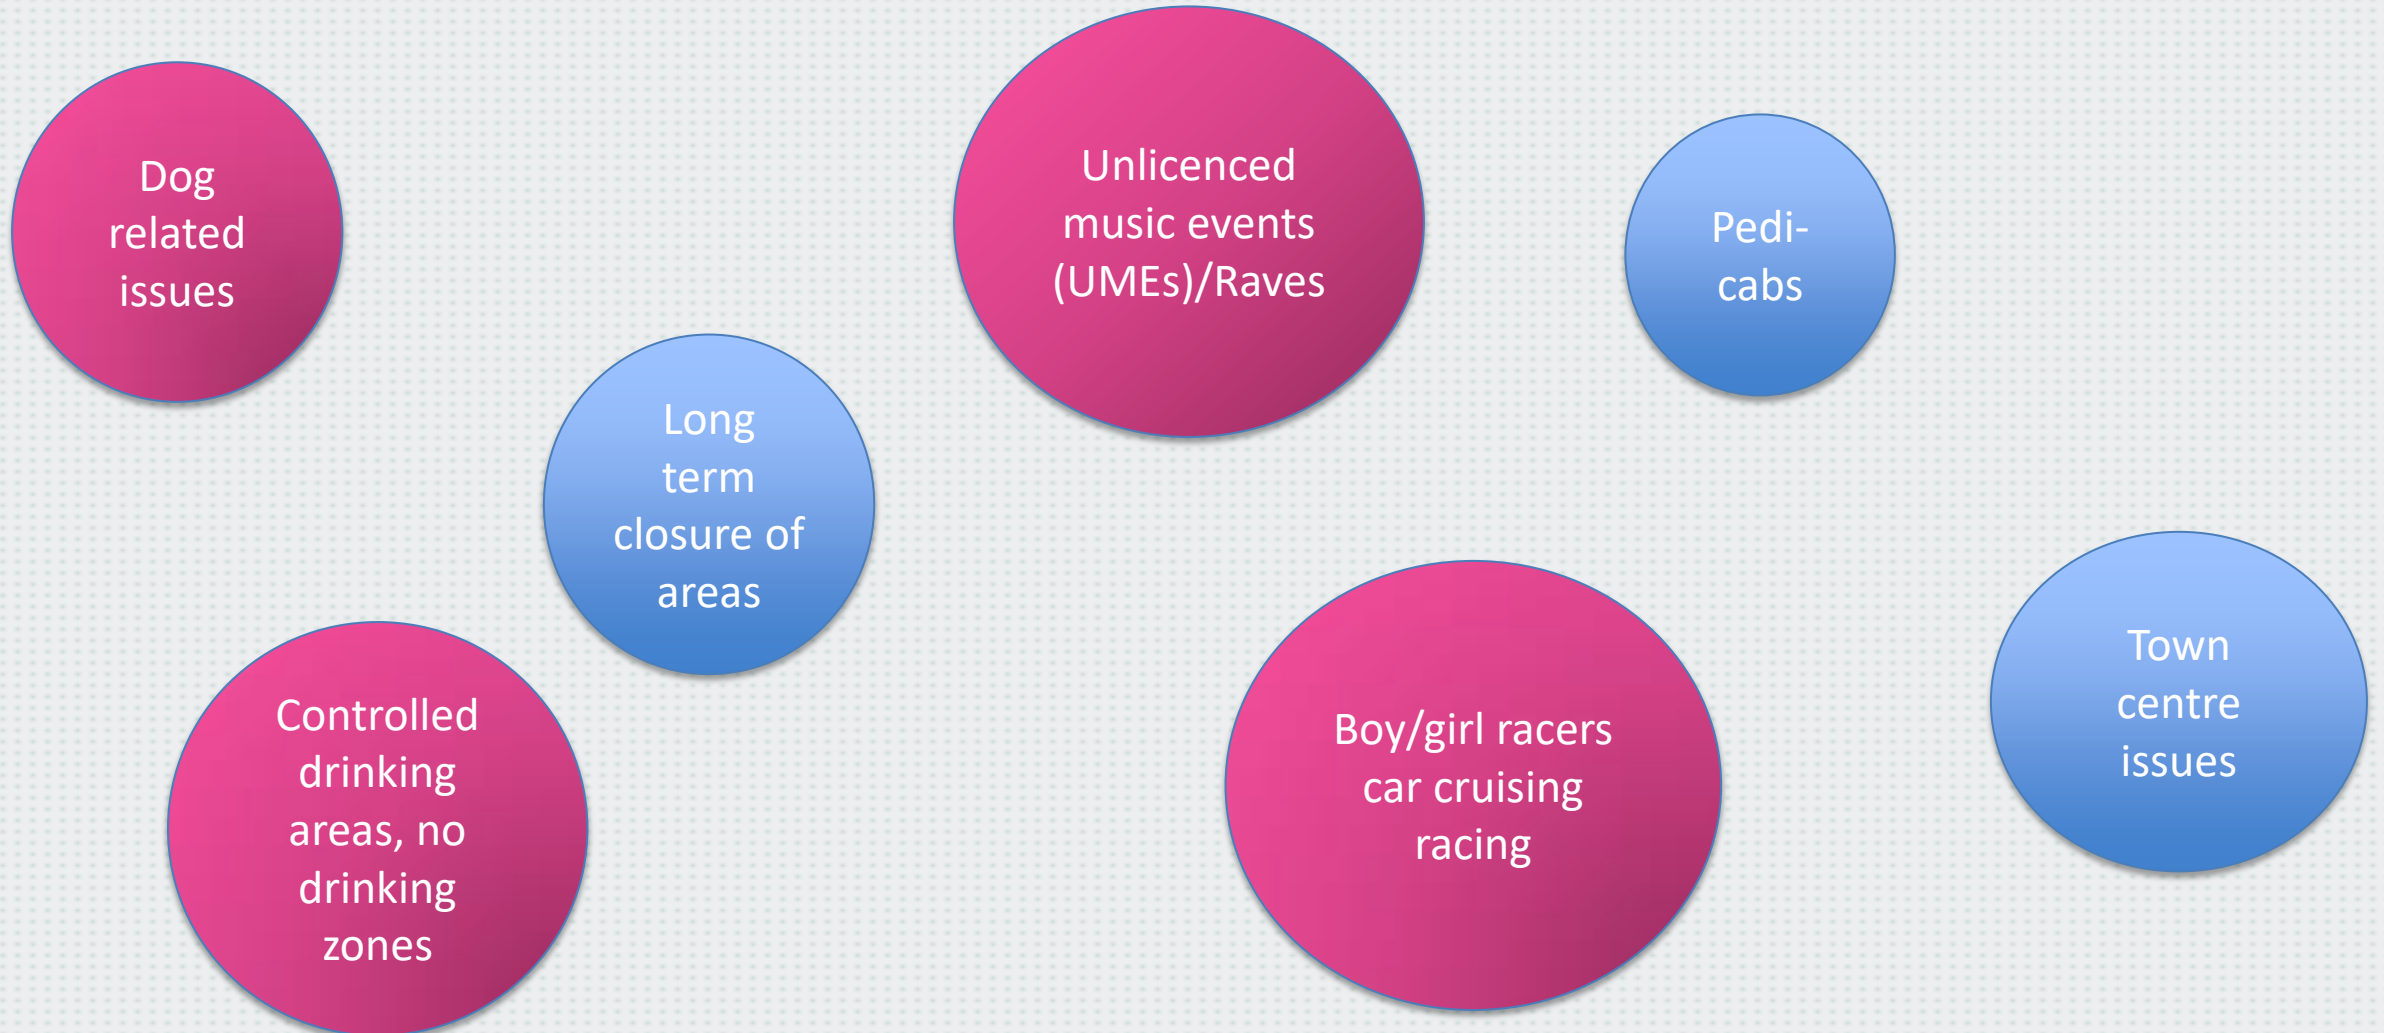 Dog
related
issues
Unlicenced
music events
(UMEs)/Raves
Pedi-
cabs
Long
term
closure of
areas
Controlled
drinking
areas, no
drinking
zones
Boy/girl racers
car cruising
racing
Town
centre
issues